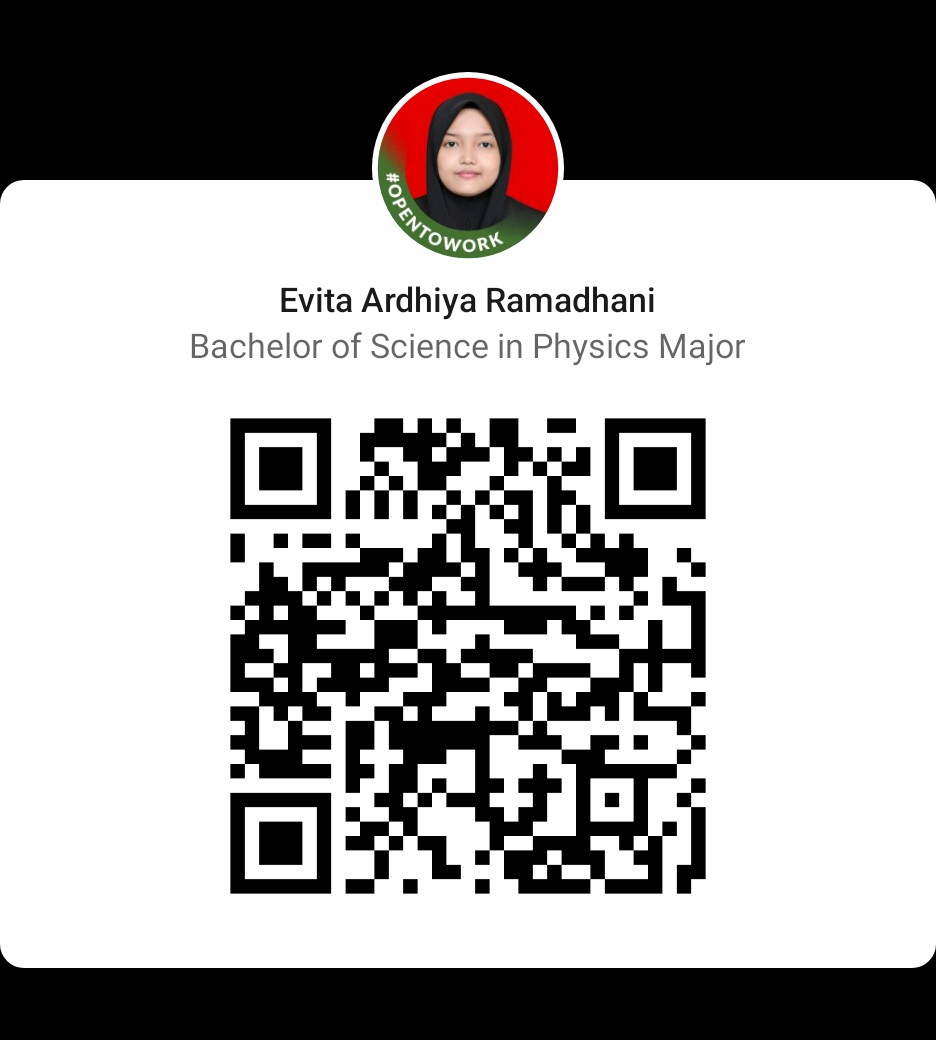 #OPENTOWORK
Evita Ardhiya Ramadhani
Bachelor of Science in Physics Major